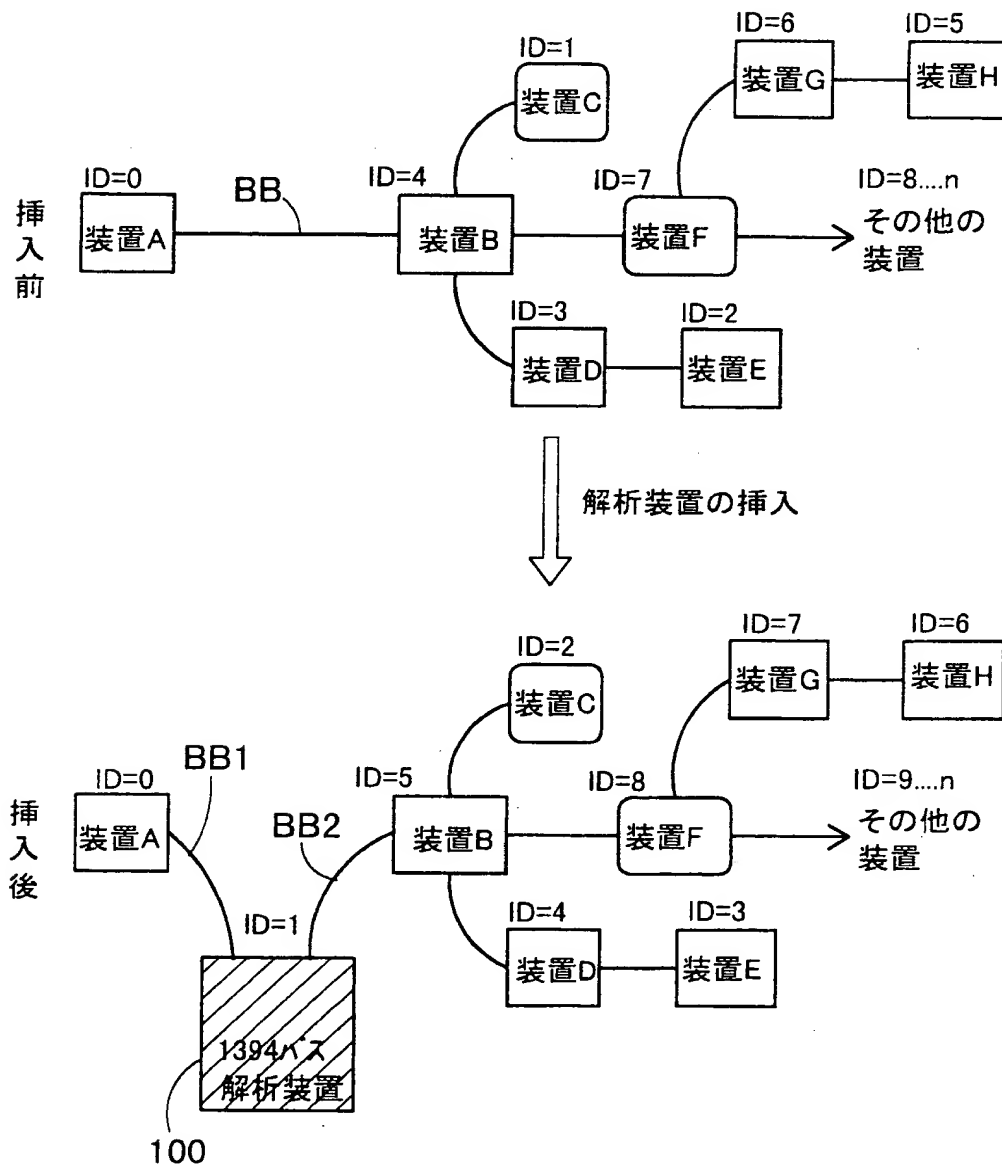 挿入前
ID=0
装置A
BB
ID=4
装置B
ID=1
装置C
ID=7
装置F
ID=6
装置G
ID=5
装置H
ID=8....n
その他の
装置
ID=3
装置D
ID=2
装置E
解析装置の挿入
挿入後
ID=0
装置A
BB1
BB2
ID=5
装置B
ID=2
装置C
ID=8
装置F
ID=7
装置G
ID=6
装置H
ID=9....n
その他の
装置
ID=4
装置D
ID=3
装置E
ID=1
1394バス
解析装置
100